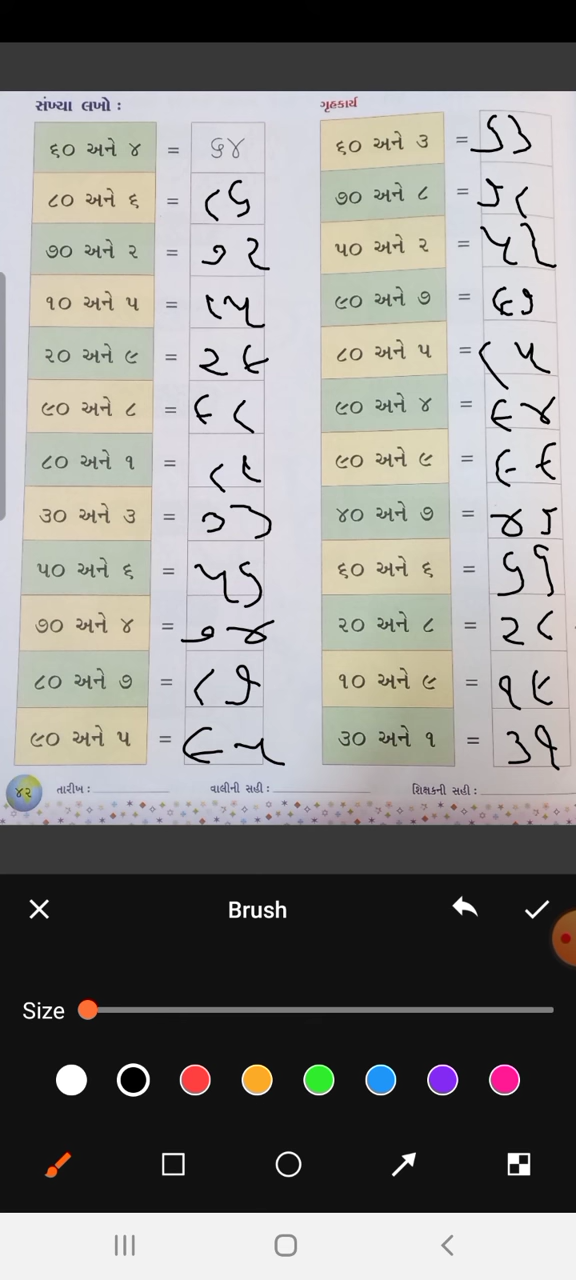 સંખ્યા લખો :
૬૦ અને ૪ = ૬૪
૮૦ અને ૬ = ૮૬
૭૦ અને ૨ = ૭૨
૧૦ અને ૫ = ૧૫
૨૦ અને ૯ = ૨૯
૯૦ અને ૮ = ૯૮
૮૦ અને ૧ =
૩૦ અને ૩ = ૩૩
૫૦ અને ૬ = ૫૬
૭૦ અને ૪ = ૭૪
૮૦ અને ૭ = ૮૭
૯૦ અને ૫ = ૯૫
ગૃહકાર્ય
૬૦ અને ૩ = ૬૩
૭૦ અને ૮ = ૭૮
૫૦ અને ૨ = ૫૨
૯૦ અને ૭ = ૯૭
૮૦ અને ૫ = ૮૫
૯૦ અને ૪ = ૯૪
૯૦ અને ૯ = ૯૯
૪૦ અને ૭ = ૪૭
૬૦ અને ૬ = ૬૬
૨૦ અને ૮ = ૨૮
૧૦ અને ૯ = ૧૯
૩૦ અને ૧ = ૩૧
૪૨ તારીખ : વાલીની સહી : શિક્ષકની સહી :
Brush
Size